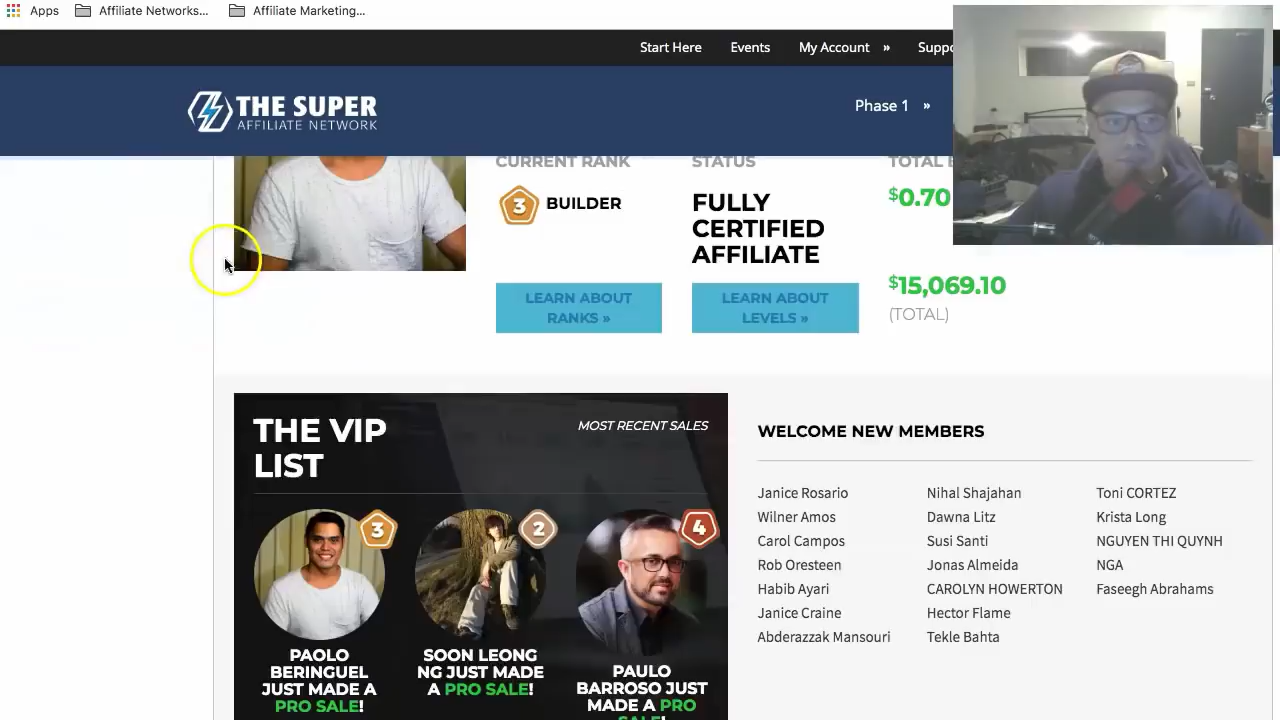 Apps
Affiliate Networks...
Affiliate Marketing...
Start Here
Events
My Account »
THE SUPER
AFFILIATE NETWORK
Phase 1 »
CURRENT RANK
STATUS
TOTAL
3
BUILDER
FULLY
CERTIFIED
AFFILIATE
$0.70
LEARN ABOUT
RANKS »
LEARN ABOUT
LEVELS »
$15,069.10
(TOTAL)
THE VIP
LIST
MOST RECENT SALES
WELCOME NEW MEMBERS
Janice Rosario
Wilner Amos
Carol Campos
Rob Oresteen
Habib Ayari
Janice Craine
Abderazzak Mansouri
Nihal Shajahan
Dawna Litz
Susi Santi
Jonas Almeida
CAROLYN HOWERTON
Hector Flame
Tekle Bahta
Toni CORTEZ
Krista Long
NGUYEN THI QUYNH
NGA
Faseegh Abrahams
3
2
4
PAOLO
BERINGUEL
JUST MADE A
PRO SALE!
SOON LEONG
NG JUST MADE
A PRO SALE!
PAULO
BARROSO JUST
MADE A PRO
SALE!